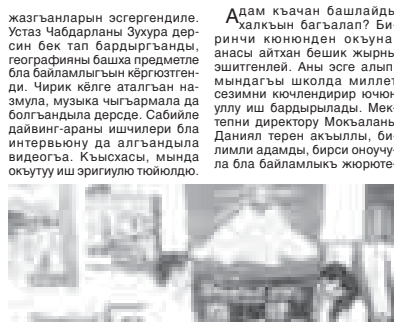 жазгъанларын эсгергендиле.
Устаз Чабдарланы Зухура дер-
син бек тап бардыргъанды,
географияны башха предметле
бла байламлыгъын кёргюзтген-
ди. Чирик кёлге аталгъан на-
змула, музыка чыгъармала да
болгъандыла дерсде. Сабийле
дайвинг-араны ишчилери бла
интервьюну да алгъандыла
видеогъа. Къысхасы, мында
окъутуу иш эригиулю тюйюлдю.
Адам къачан башлайды
халкъын багъалап? Би-
ринчи кюнюнден окъуна,
анасы айтхан бешик жырны
эшитгенлей. Аны эсге алып,
мындагъы школда миллет
сезимни кючлендирир ючюн
уллу иш бардырылады. Мек-
тепни директору Мокъаланы
Даниял терен акъыллы, би-
лимли адамды, бирси оноучу-
ла бла байламлыкъ жюрюте-